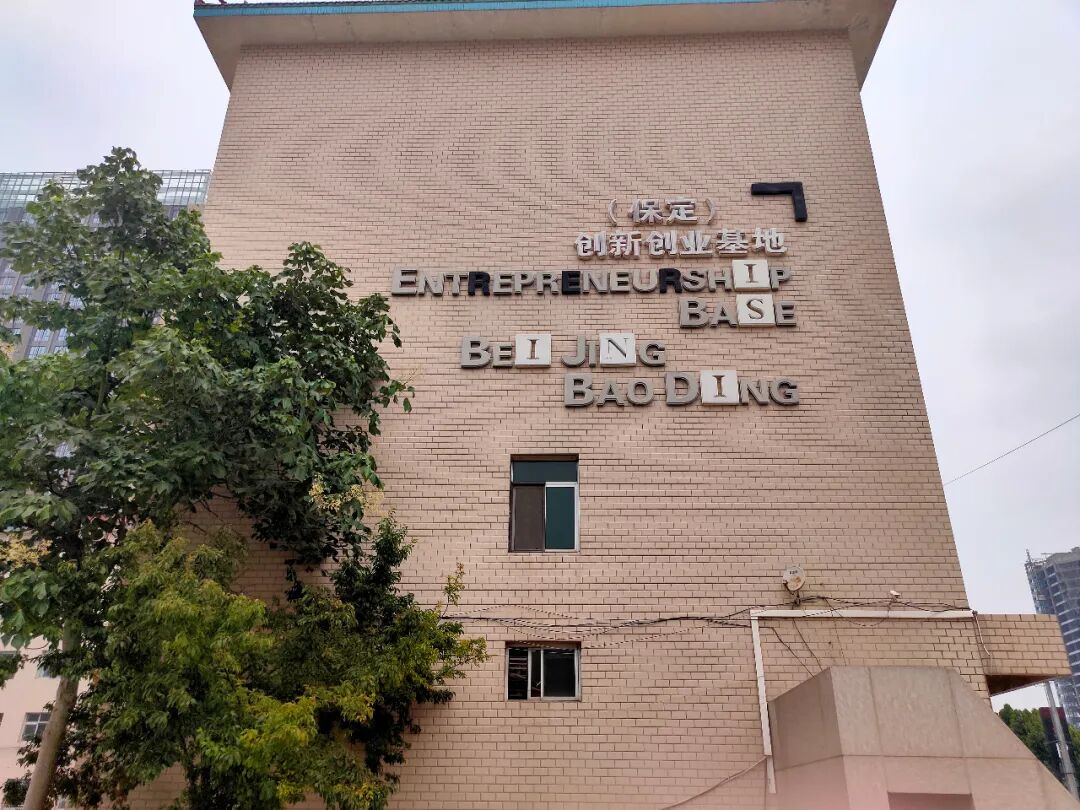 （保定）
创新创业基地
ENTREPRENEURSHIP
BASE
BEIJING
BAODING